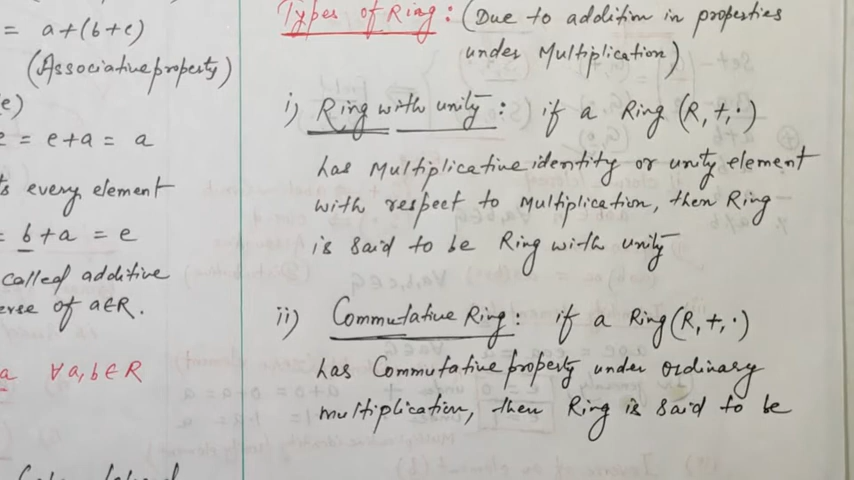 = a+(b+c)
(Associative property)
e)
= e+a = a
every element
= b+a = e
called additive
erse of a∈R.
a ∀a,b∈R
Types of Ring: (Due to addition in properties
under Multiplication)
i) Ring with unity: if a Ring (R,+,·)
has Multiplicative identity or unity element
with respect to Multiplication, then Ring
is said to be Ring with unity
ii) Commutative Ring: if a Ring (R,+,·)
has Commutative property under ordinary
multiplication, then Ring is said to be